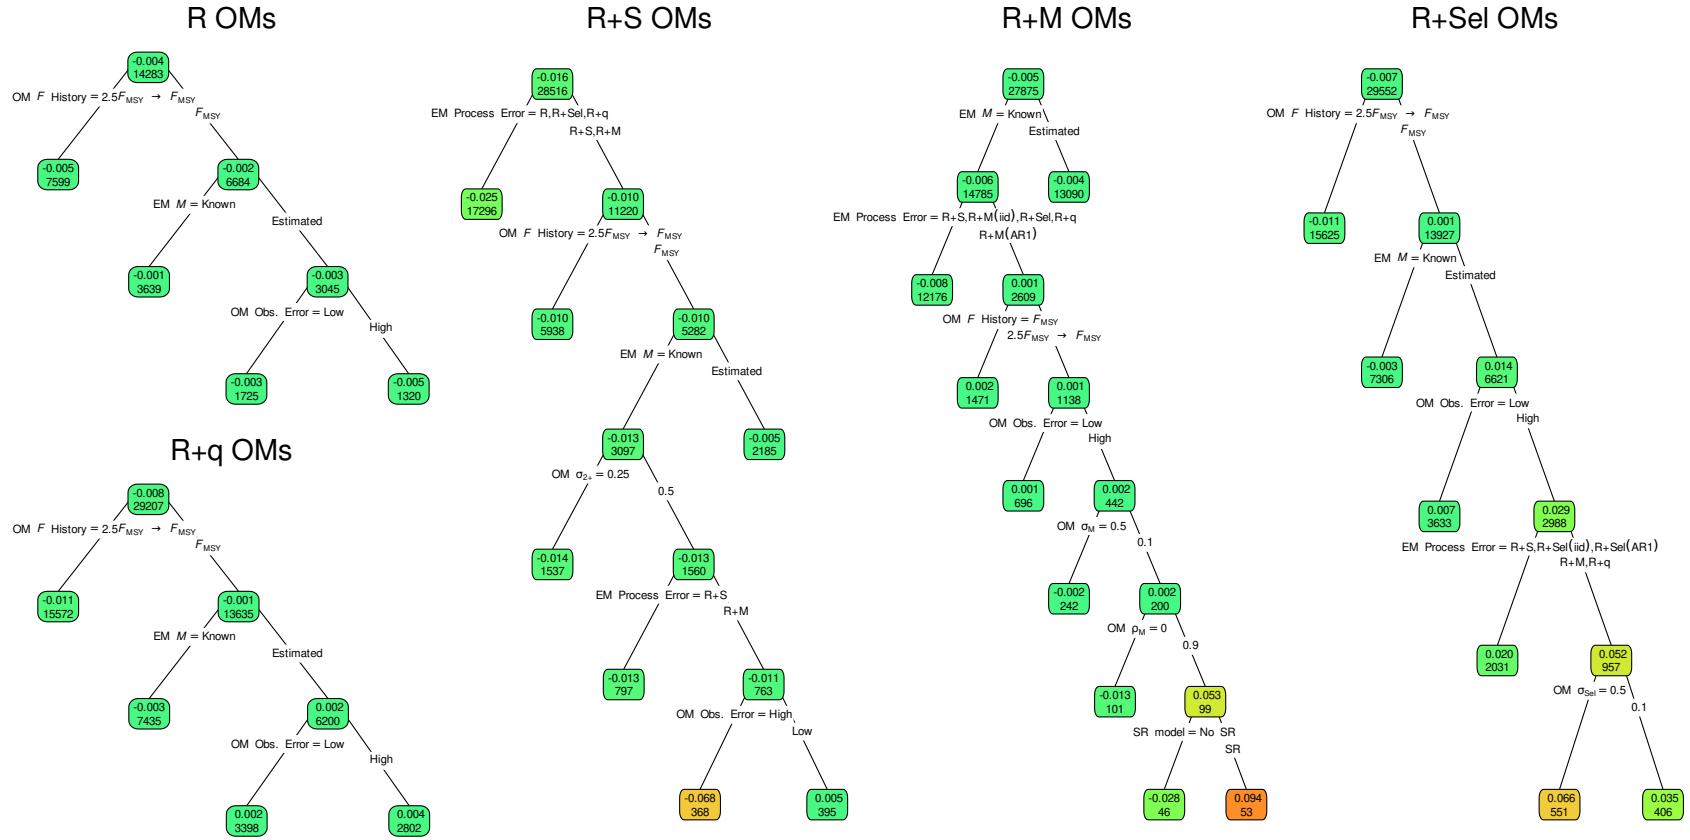 R OMs
-0.004
14283
OM F History = 2.5FMSY → FMSY
FMSY
-0.005
7599
-0.002
6684
EM M = Known
Estimated
-0.001
3639
-0.003
3045
OM Obs. Error = Low
High
-0.003
1725
-0.005
1320
R+q OMs
-0.008
29207
OM F History = 2.5FMSY → FMSY
FMSY
-0.011
15572
-0.001
13635
EM M = Known
Estimated
-0.003
7435
0.002
6200
OM Obs. Error = Low
High
0.002
3398
0.004
2802
R+S OMs
-0.016
28516
EM Process Error = R,R+Sel,R+q
R+S,R+M
-0.025
17296
-0.010
11220
OM F History = 2.5FMSY → FMSY
FMSY
-0.010
5938
-0.010
5282
EM M = Known
Estimated
-0.013
3097
-0.005
2185
OM σ2+ = 0.25
0.5
-0.014
1537
-0.013
1560
EM Process Error = R+S
R+M
-0.013
797
-0.011
763
OM Obs. Error = High
Low
-0.068
368
0.005
395
R+M OMs
-0.005
27875
EM M = Known
Estimated
-0.006
14785
-0.004
13090
EM Process Error = R+S,R+M(iid),R+Sel,R+q
R+M(AR1)
-0.008
12176
0.001
2609
OM F History = FMSY
2.5FMSY → FMSY
0.002
1471
0.001
1138
OM Obs. Error = Low
High
0.001
696
0.002
442
OM σM = 0.5
0.1
-0.002
242
0.002
200
OM ρM = 0
0.9
-0.013
101
0.053
99
SR model = No SR
SR
-0.028
46
0.094
53
R+Sel OMs
-0.007
29552
OM F History = 2.5FMSY → FMSY
FMSY
-0.011
15625
0.001
13927
EM M = Known
Estimated
-0.003
7306
0.014
6621
OM Obs. Error = Low
High
0.007
3633
0.029
2988
EM Process Error = R+S,R+Sel(iid),R+Sel(AR1)
R+M,R+q
0.020
2031
0.052
957
OM σSel = 0.5
0.1
0.066
551
0.035
406